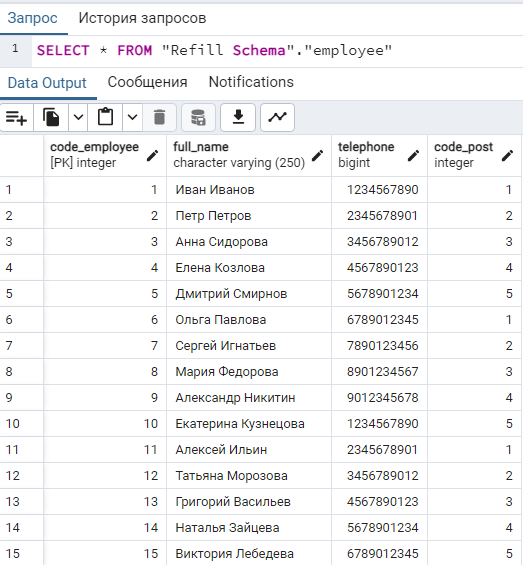 Запрос История запросов
1 SELECT * FROM "Refill Schema"."employee"
Data Output Сообщения Notifications
code_employee full_name telephone code_post
[PK] integer character varying (250) bigint integer
1 1 Иван Иванов 1234567890 1
2 2 Петр Петров 2345678901 2
3 3 Анна Сидорова 3456789012 3
4 4 Елена Козлова 4567890123 4
5 5 Дмитрий Смирнов 5678901234 5
6 6 Ольга Павлова 6789012345 1
7 7 Сергей Игнатьев 7890123456 2
8 8 Мария Федорова 8901234567 3
9 9 Александр Никитин 9012345678 4
10 10 Екатерина Кузнецова 1234567890 5
11 11 Алексей Ильин 2345678901 1
12 12 Татьяна Морозова 3456789012 2
13 13 Григорий Васильев 4567890123 3
14 14 Наталья Зайцева 5678901234 4
15 15 Виктория Лебедева 6789012345 5